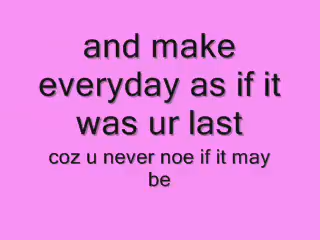 and make
everyday as if it
was ur last
coz u never noe if it may
be